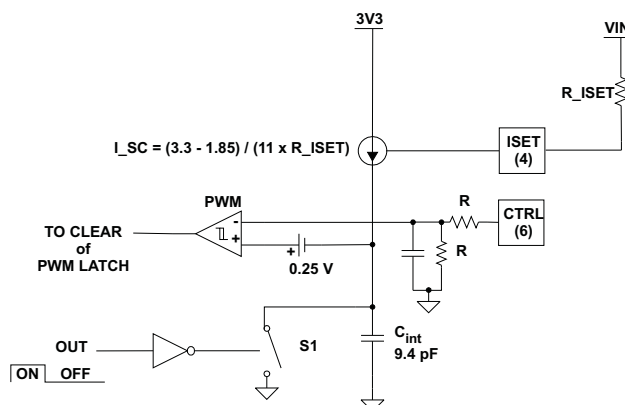 3V3
VIN
R_ISET
I_SC = (3.3 - 1.85) / (11 x R_ISET)
ISET
(4)
PWM
-
+
R
CTRL
(6)
TO CLEAR
of
PWM LATCH
+
0.25 V
R
OUT
S1
Cint
9.4 pF
ON
OFF